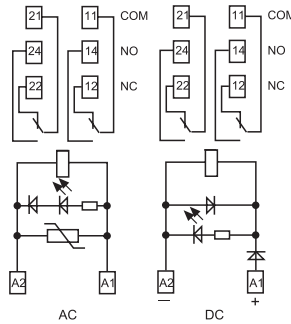 21 11 COM 21 11 COM
24 14 NO 24 14 NO
22 12 NC 22 12 NC
A2 A1 A2 A1
— +
AC DC